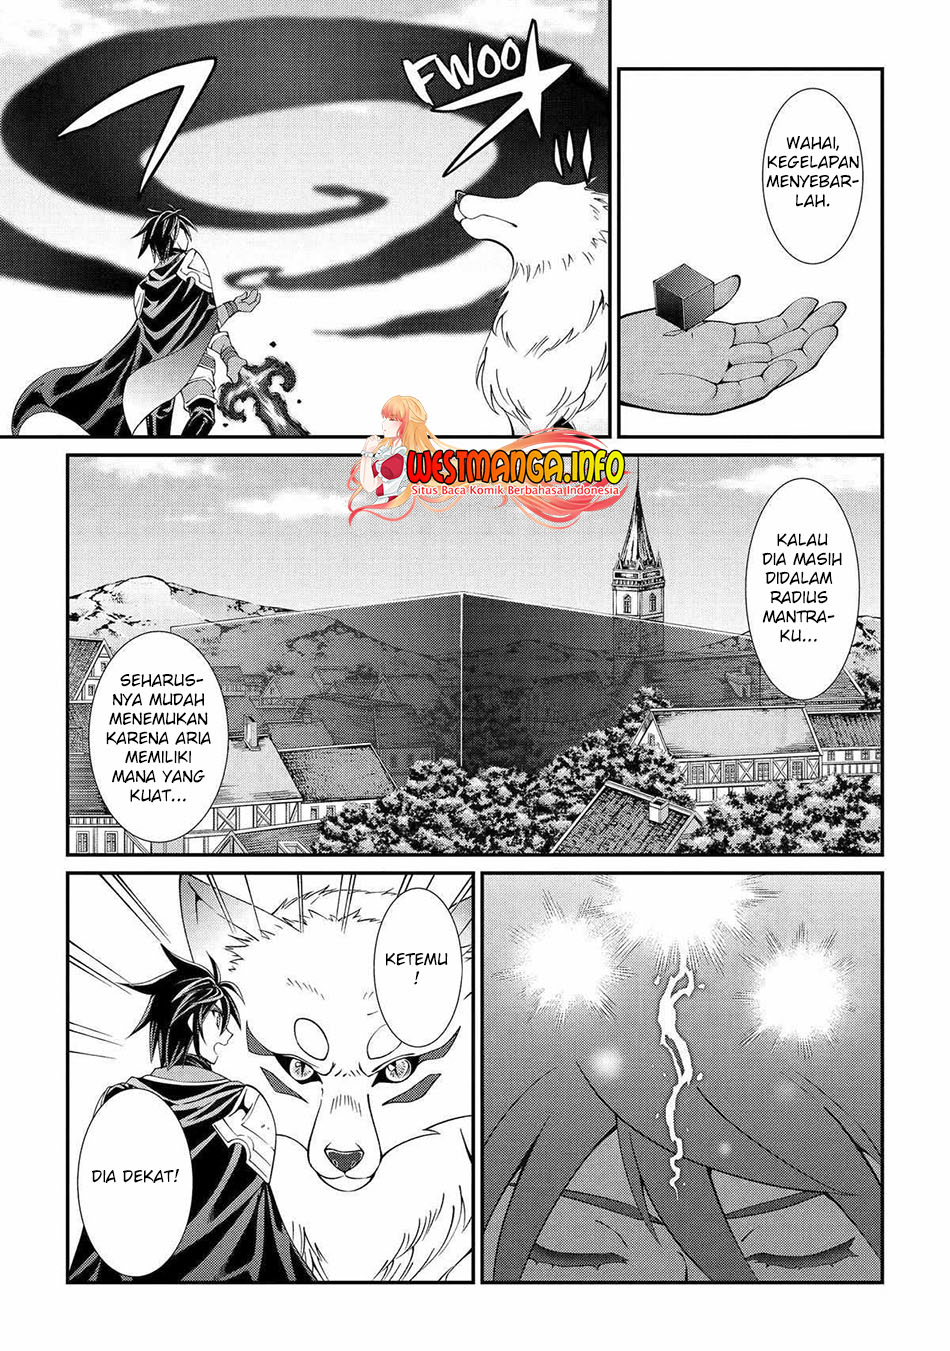 FWOO
WAHAI,
KEGELAPAN
MENYEBAR-
LAH.
WESTMANGA.INFO
Situs Baca Komik Berbahasa Indonesia
KALAU
DIA MASIH
DIDALAM
RADIUS
MANTRA-
KU...
SEHARUS-
NYA MUDAH
MENEMUKAN
KARENA ARIA
MEMILIKI
MANA YANG
KUAT...
KETEMU
!
DIA DEKAT!